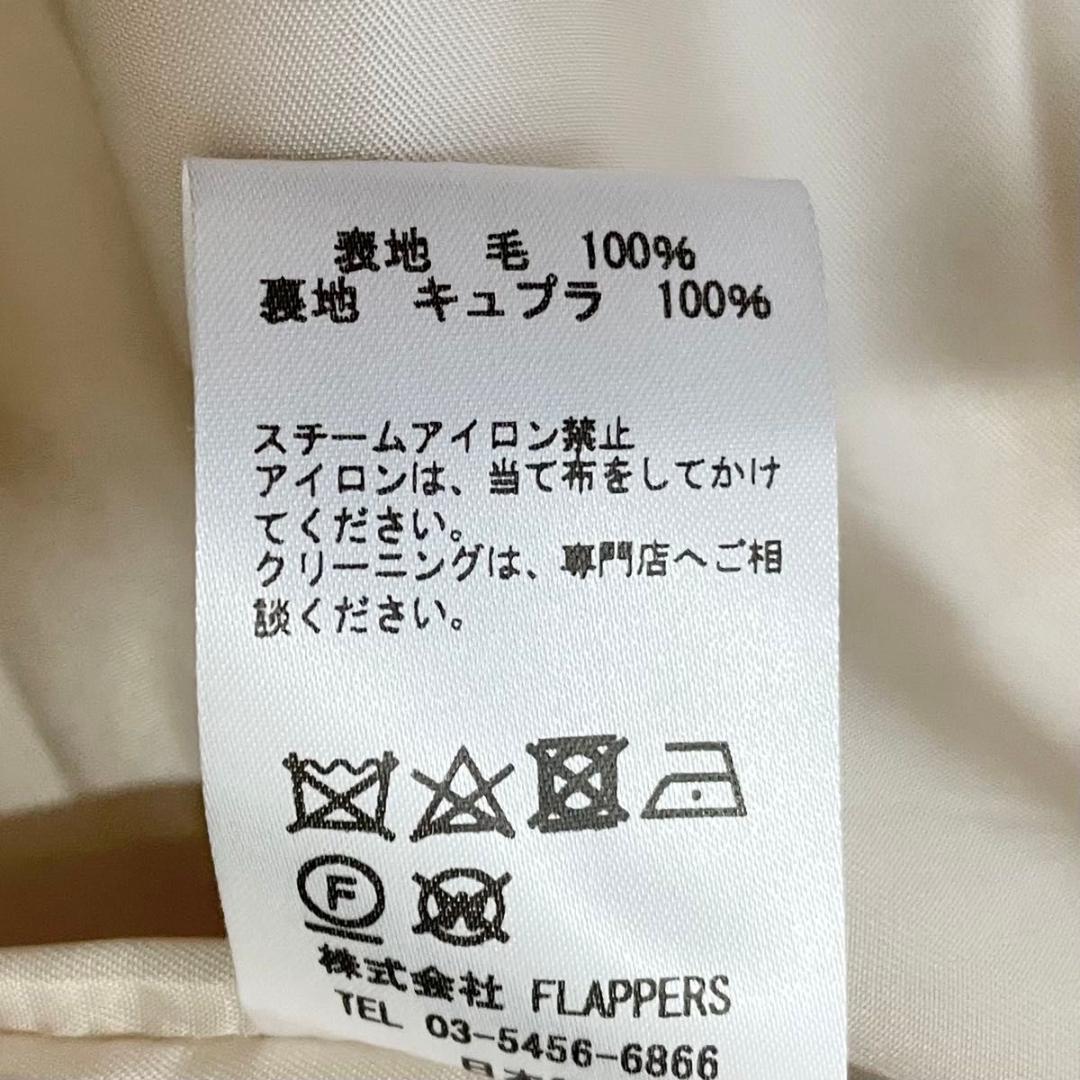 表地 毛 100%
裏地 キュプラ 100%
スチームアイロン禁止
アイロンは、当て布をしてかけ
てください。
クリーニングは、専門店へご相
談ください。
F W
株式会社 FLAPPERS
TEL 03-5456-6866
日本